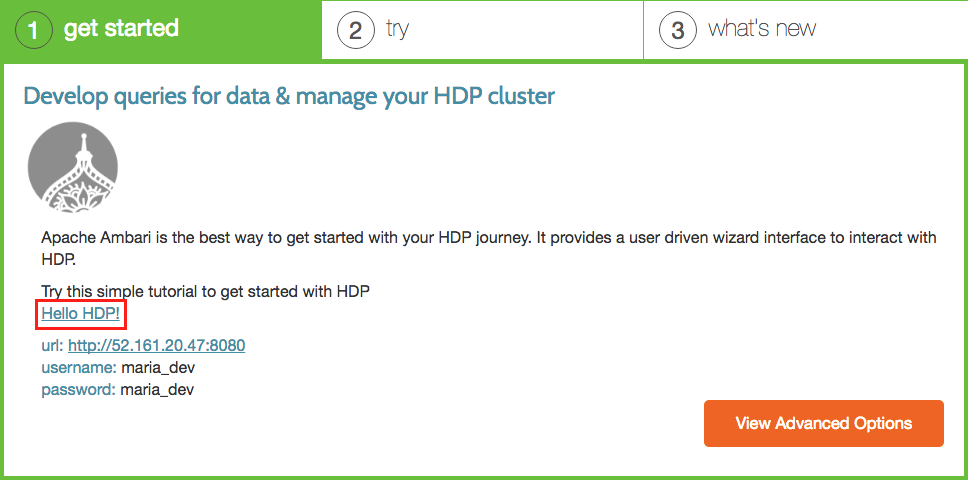 1 get started
2 try
3 what's new
Develop queries for data & manage your HDP cluster
Apache Ambari is the best way to get started with your HDP journey. It provides a user driven wizard interface to interact with
HDP.
Try this simple tutorial to get started with HDP
Hello HDP!
url: http://52.161.20.47:8080
username: maria_dev
password: maria_dev
View Advanced Options